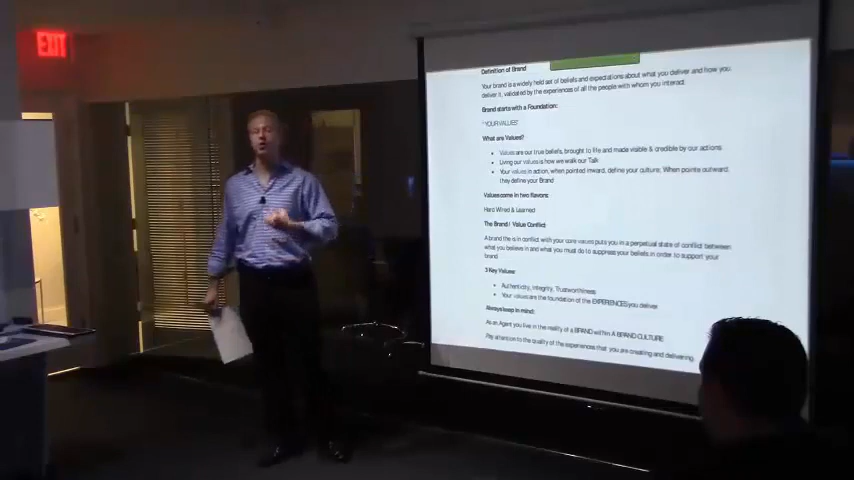 EXIT
Definition of Brand
Your brand is a widely held set of beliefs and expectations about what you deliver and how you
deliver it, validated by the experiences of all the people with whom you interact.
Brand starts with a Foundation:
"YOUR VALUES"
What are Values?
• Values are our true beliefs, brought to life and made visible & credible by our actions.
• Living our values is how we walk our Talk
• Your values in action, when pointed inward, define your culture. When pointe outward,
they define your Brand
Values come in two flavors:
Hard Wired & Learned
The Brand / Value Conflict:
A brand the is in conflict with your core values puts you in a perpetual state of conflict between
what you believe in and what you must do to suppress your beliefs in order to support your
brand
3 Key Values:
• Authenticity, Integrity, Trustworthiness
• Your values are the foundation of the EXPERIENCES you deliver
Always keep in mind:
As an Agent you live in the reality of a BRAND within A BRAND CULTURE
Pay attention to the quality of the experiences that you are creating and delivering.